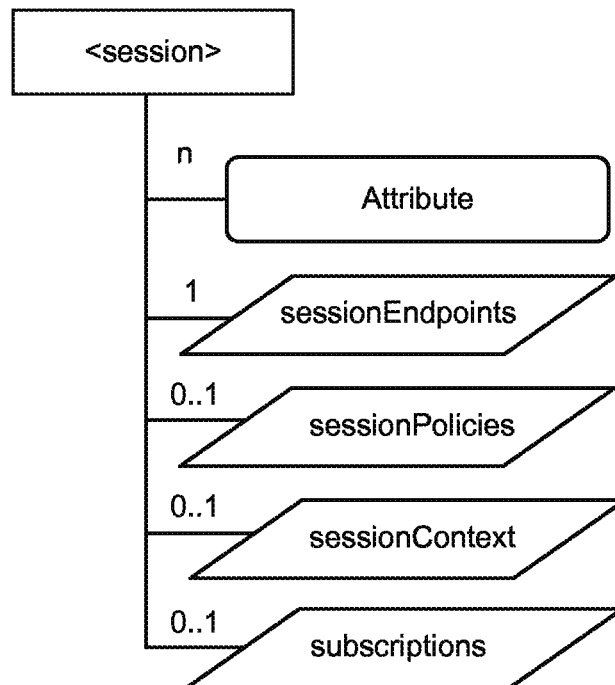 <session>
n
Attribute
1
sessionEndpoints
0..1
sessionPolicies
0..1
sessionContext
0..1
subscriptions